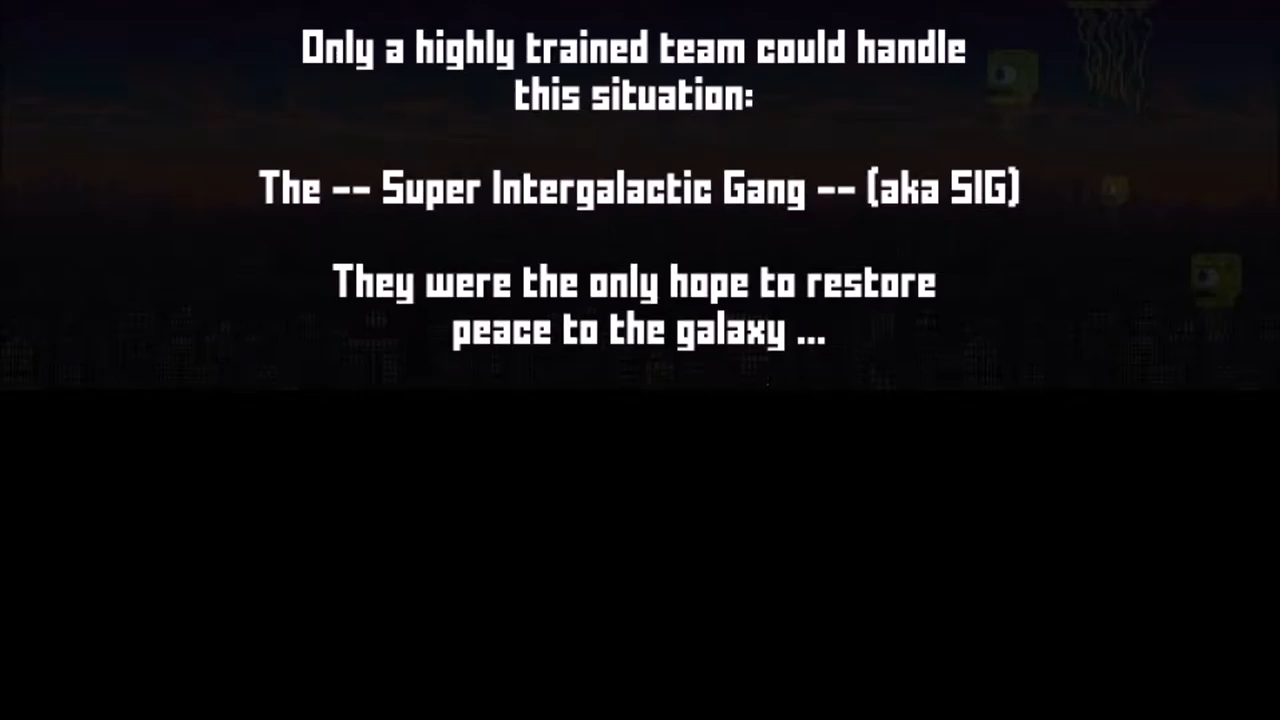 Only a highly trained team could handle
this situation:
The -- Super Intergalactic Gang -- (aka SIG)
They were the only hope to restore
peace to the galaxy ...